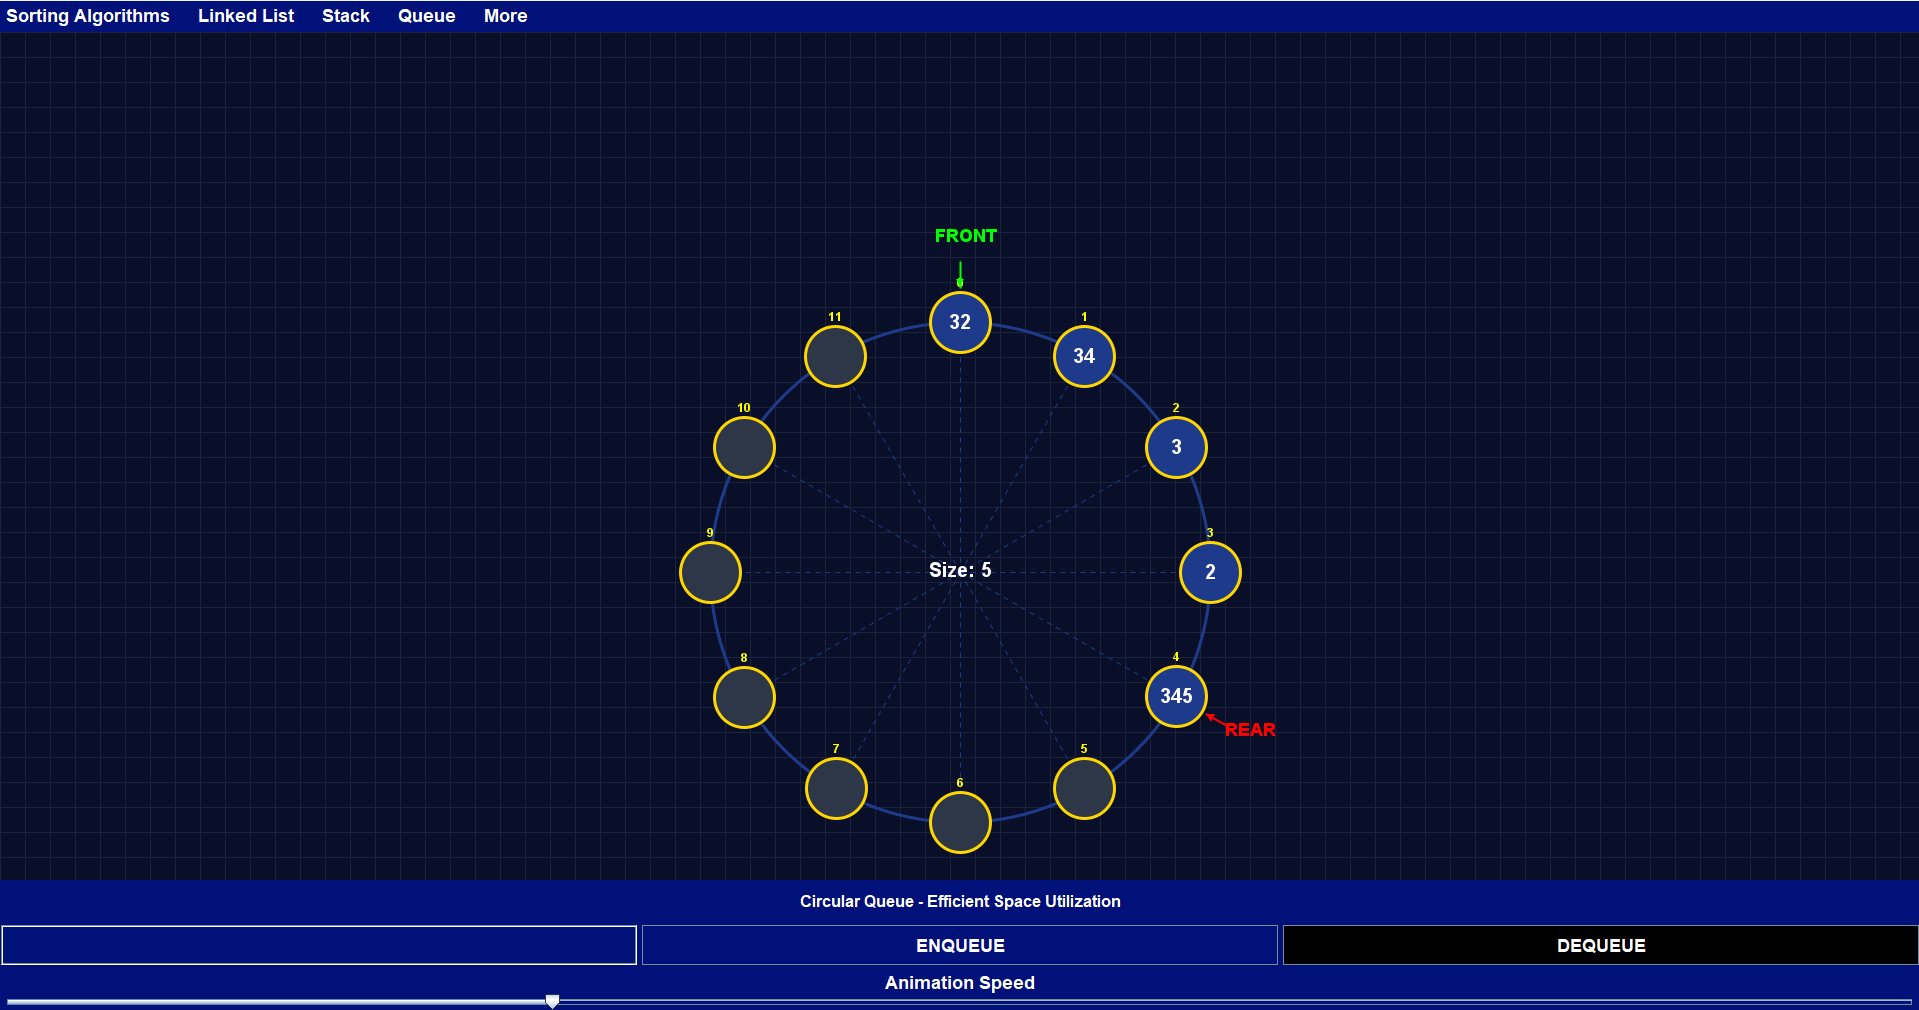 Sorting Algorithms Linked List Stack Queue More
FRONT
32
11
1
34
10
2
3
9
3
Size: 5
2
8
4
345
REAR
7
5
6
Circular Queue - Efficient Space Utilization
ENQUEUE DEQUEUE
Animation Speed